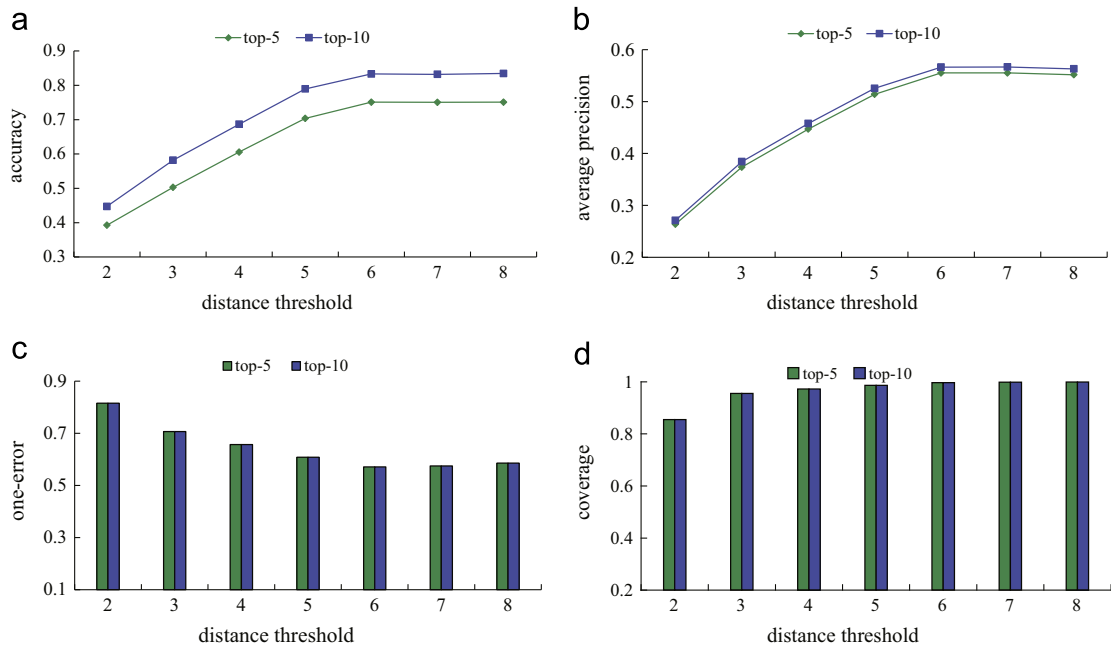 a
top-5 top-10
0.9
0.8
0.7
0.6
0.5
0.4
0.3
accuracy
2 3 4 5 6 7 8
distance threshold
b
top-5 top-10
0.6
0.5
0.4
0.3
0.2
average precision
2 3 4 5 6 7 8
distance threshold
c
top-5 top-10
0.9
0.7
0.5
0.3
0.1
one-error
2 3 4 5 6 7 8
distance threshold
d
top-5 top-10
1
0.8
0.6
0.4
0.2
coverage
2 3 4 5 6 7 8
distance threshold